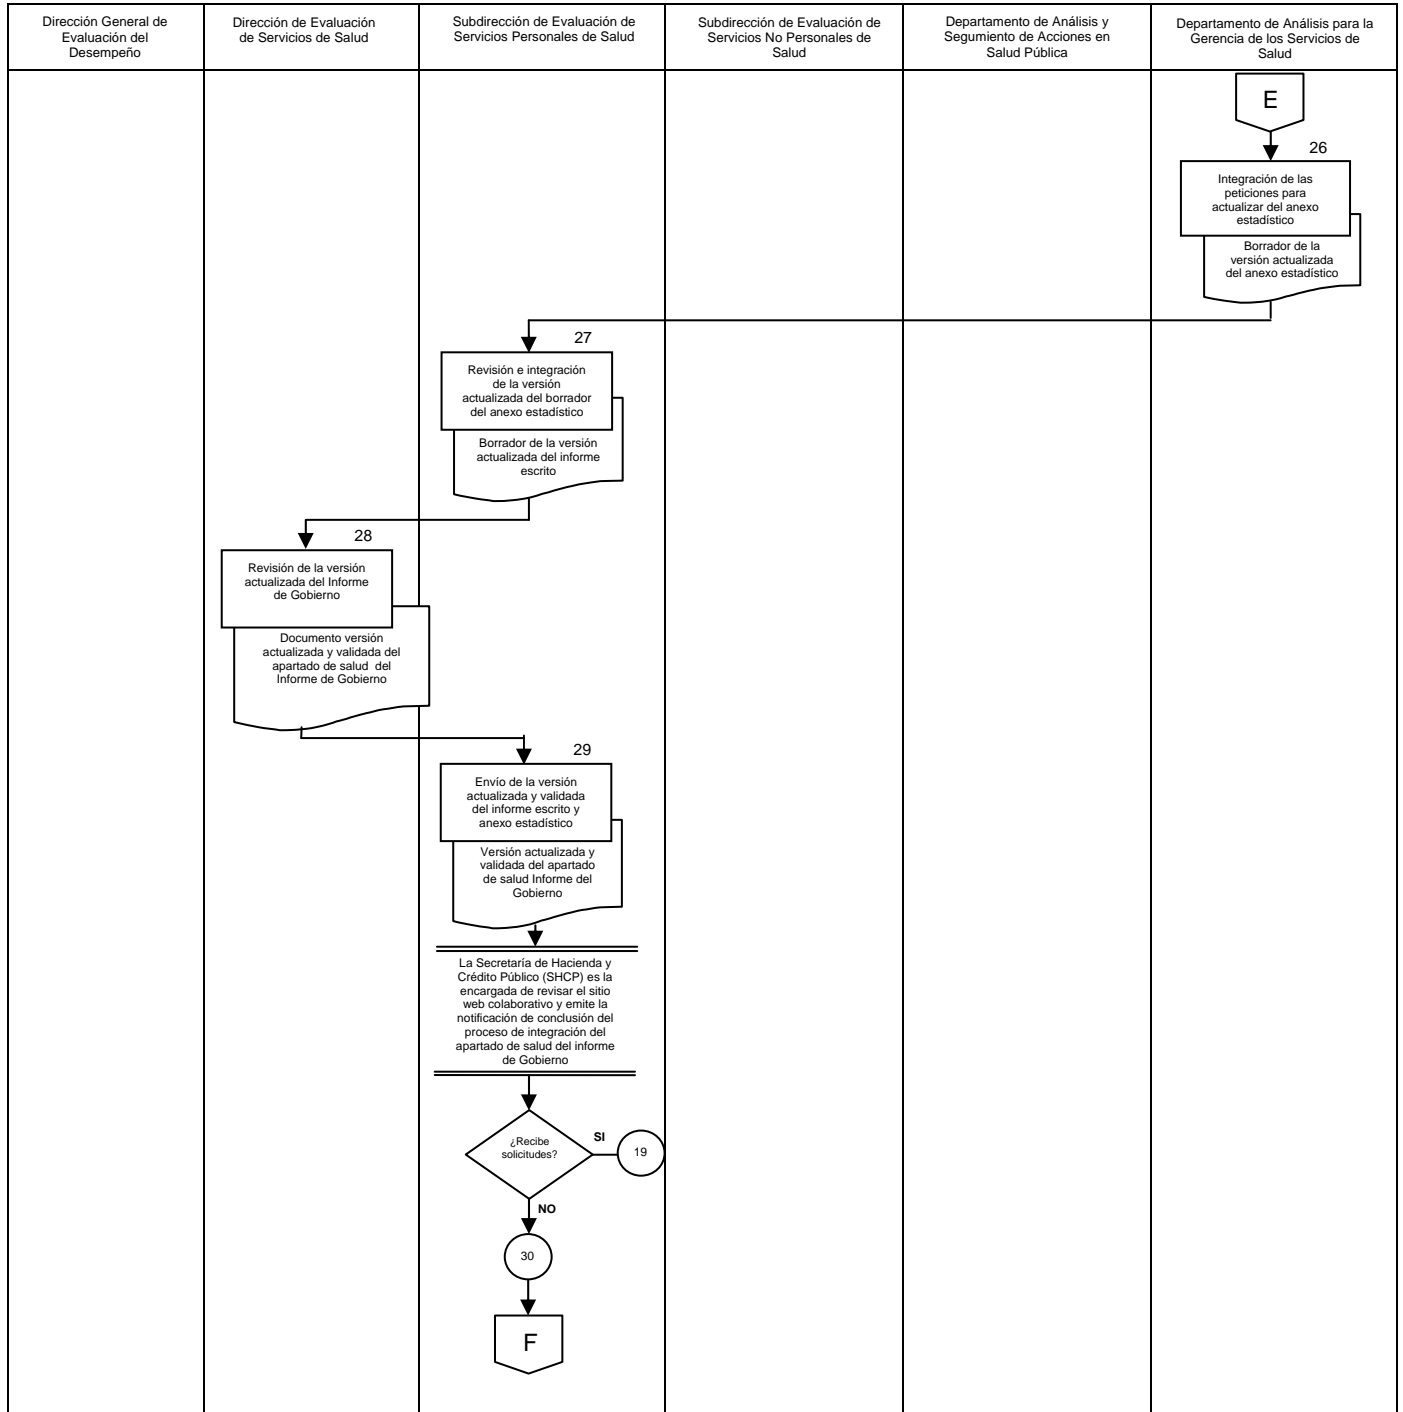 Dirección General de
Evaluación del
Desempeño
Dirección de Evaluación
de Servicios de Salud
Subdirección de Evaluación de
Servicios Personales de Salud
Subdirección de Evaluación de
Servicios No Personales de
Salud
Departamento de Análisis y
Segumiento de Acciones en
Salud Pública
Departamento de Análisis para la
Gerencia de los Servicios de
Salud
E
26
Integración de las
peticiones para
actualizar del anexo
estadístico
Borrador de la
versión actualizada
del anexo estadístico
27
Revisión e integración
de la versión
actualizada del borrador
del anexo estadístico
Borrador de la versión
actualizada del informe
escrito
28
Revisión de la versión
actualizada del Informe
de Gobierno
Documento versión
actualizada y validada del
apartado de salud del
Informe de Gobierno
29
Envío de la versión
actualizada y validada
del informe escrito y
anexo estadístico
Versión actualizada y
validada del apartado
de salud Informe del
Gobierno
La Secretaría de Hacienda y
Crédito Público (SHCP) es la
encargada de revisar el sitio
web colaborativo y emite la
notificación de conclusión del
proceso de integración del
apartado de salud del informe
de Gobierno
¿Recibe
solicitudes?
SI
19
NO
30
F